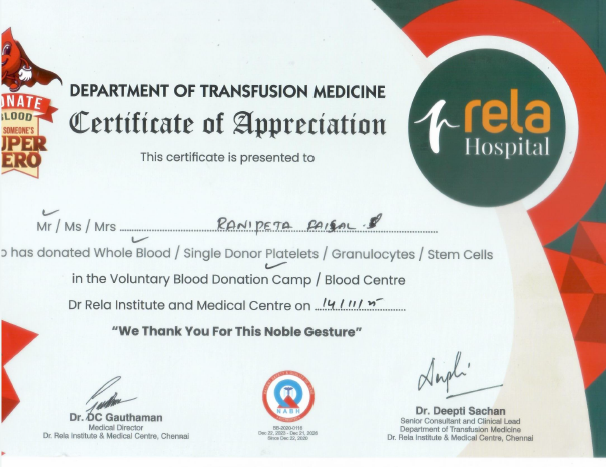 DEPARTMENT OF TRANSFUSION MEDICINE
Certificate of Appreciation
This certificate is presented to
rela
Hospital
ONATE
LOOD
SOMEONE'S
UPER
ERO
Mr / Ms / Mrs RANIPETA FAISAL .S
o has donated Whole Blood / Single Donor Platelets / Granulocytes / Stem Cells
in the Voluntary Blood Donation Camp / Blood Centre
Dr Rela Institute and Medical Centre on 14/11/25
"We Thank You For This Noble Gesture"
Dr. DC Gauthaman
Medical Director
Dr. Rela Institute & Medical Centre, Chennai
NABH
BB-2020-0118
Dec 22, 2023 - Dec 21, 2026
Since Dec 22, 2020
Dr. Deepti Sachan
Senior Consultant and Clinical Lead
Department of Transfusion Medicine
Dr. Rela Institute & Medical Centre, Chennai